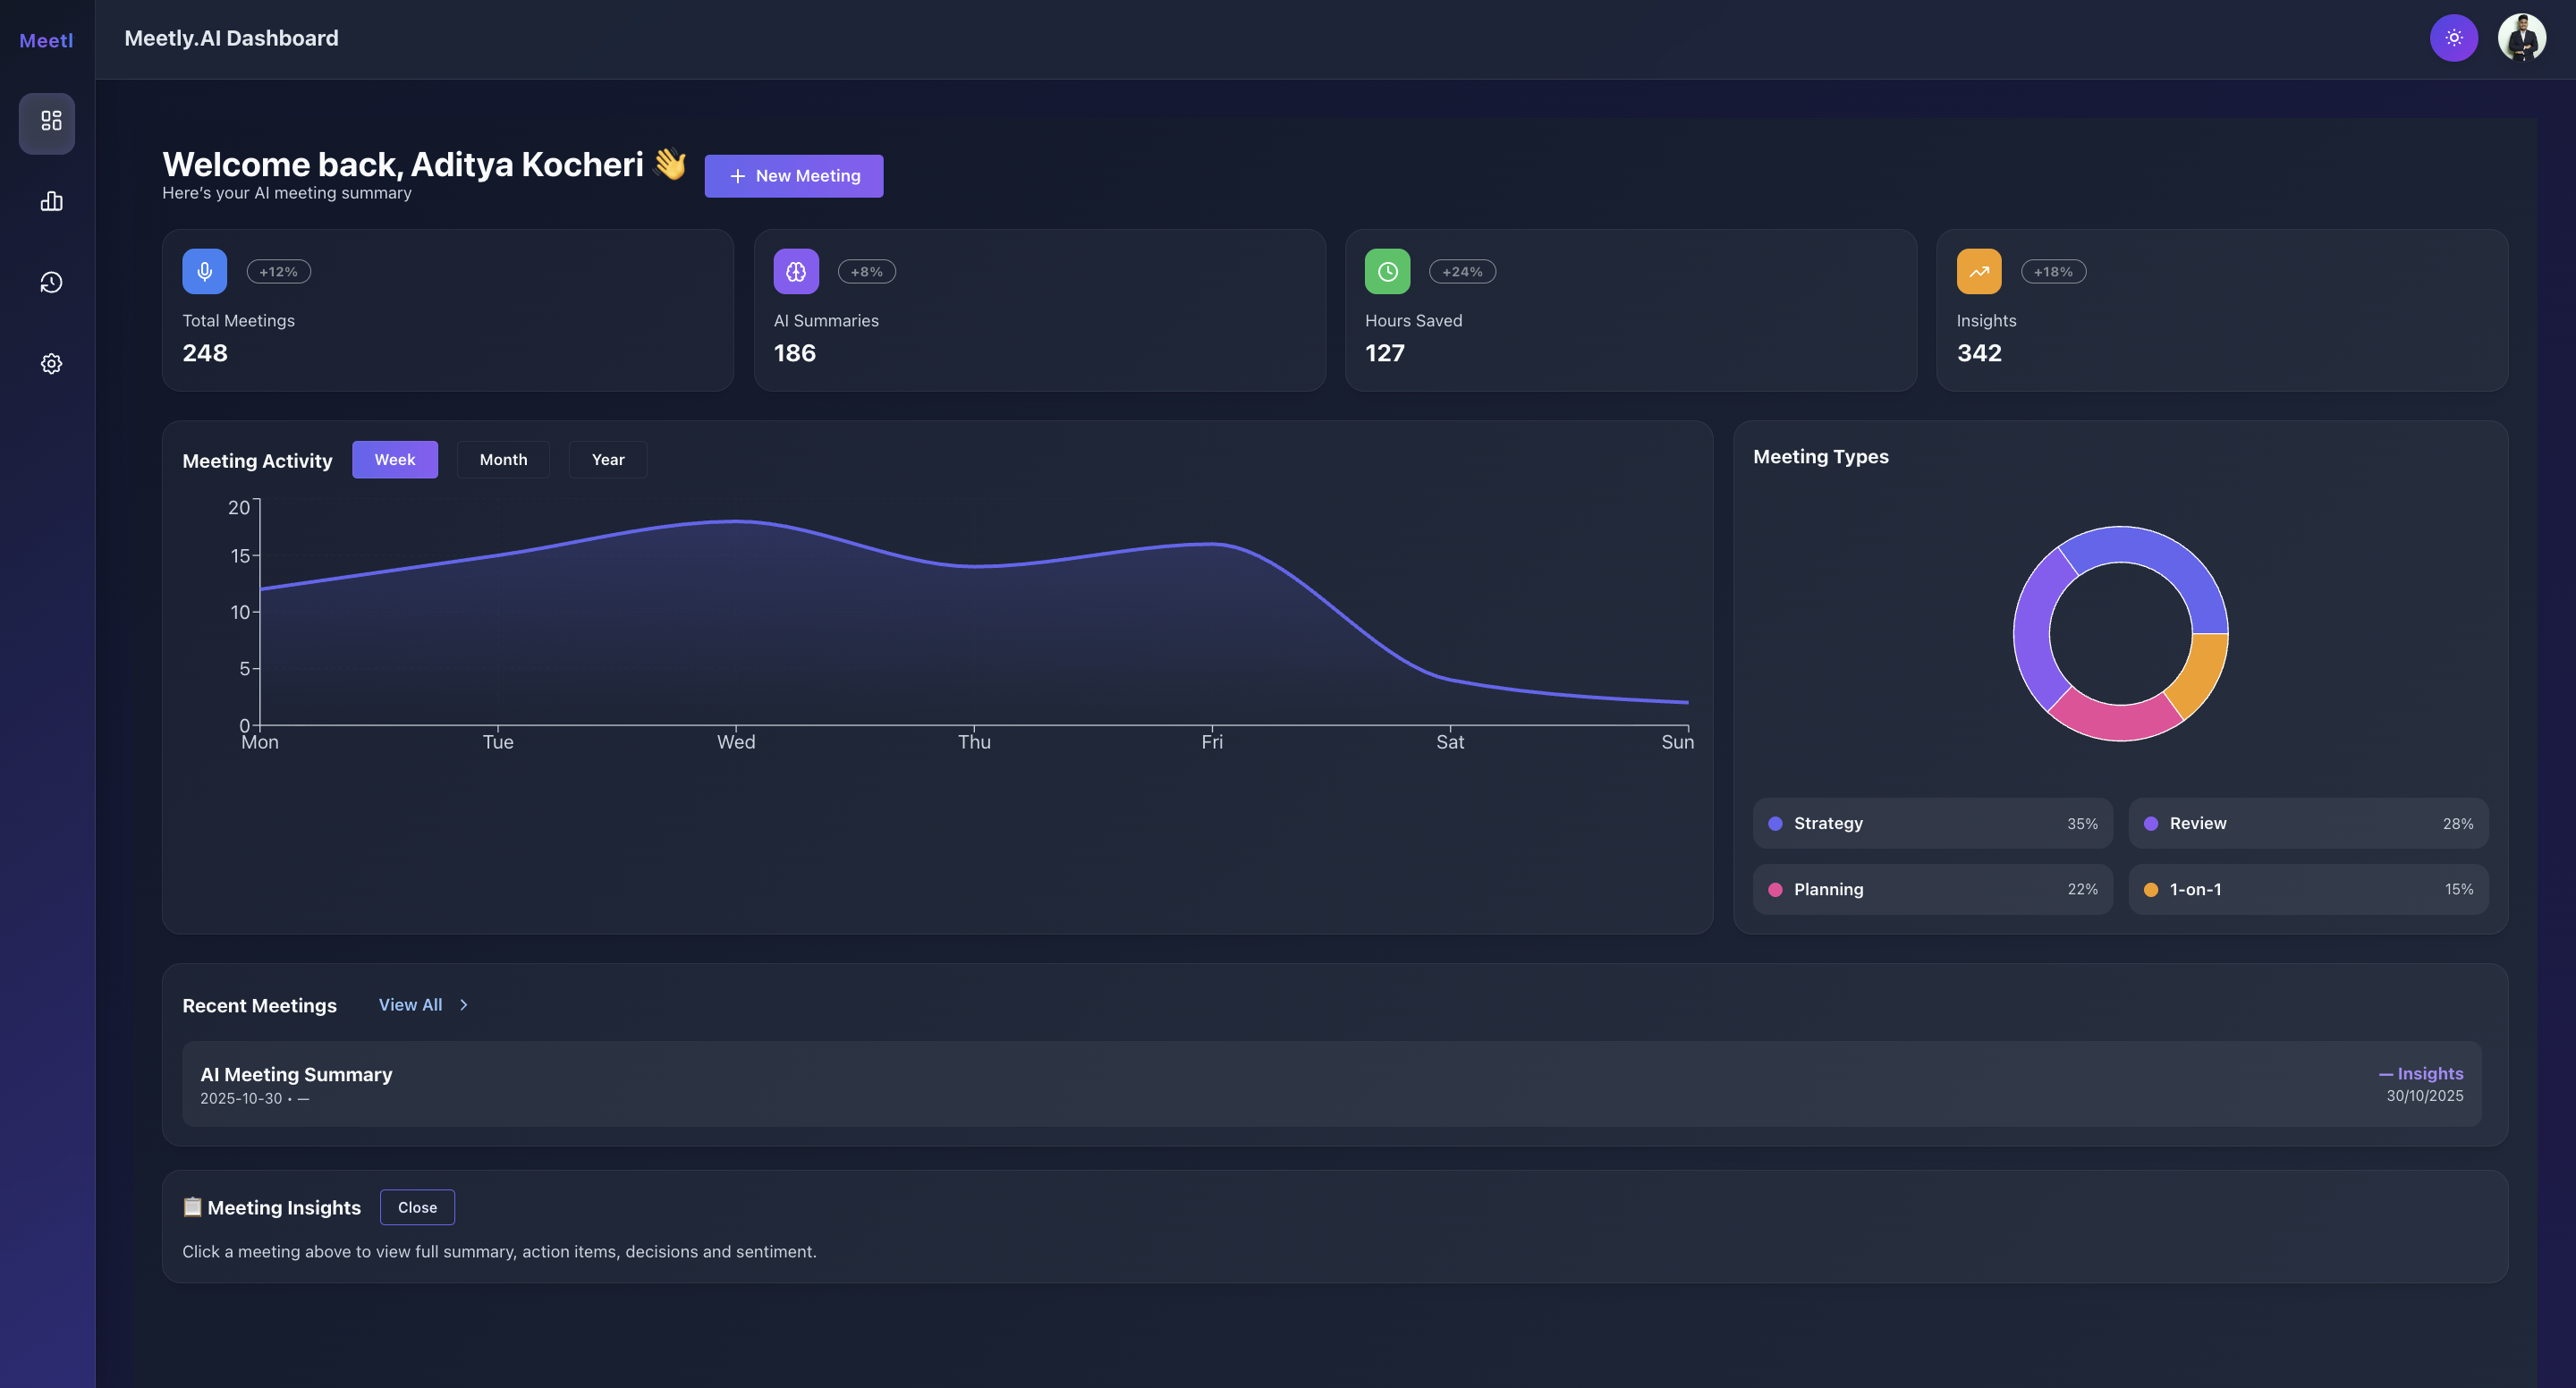 Meetl
Meetly.AI Dashboard
Welcome back, Aditya Kocheri 👋
Here's your AI meeting summary
+ New Meeting
+12%
Total Meetings
248
+8%
AI Summaries
186
+24%
Hours Saved
127
+18%
Insights
342
Meeting Activity
Week
Month
Year
20
15
10
5
0
Mon Tue Wed Thu Fri Sat Sun
Meeting Types
Strategy 35%
Review 28%
Planning 22%
1-on-1 15%
Recent Meetings
View All
AI Meeting Summary
2025-10-30 • —
— Insights
30/10/2025
📋 Meeting Insights
Close
Click a meeting above to view full summary, action items, decisions and sentiment.